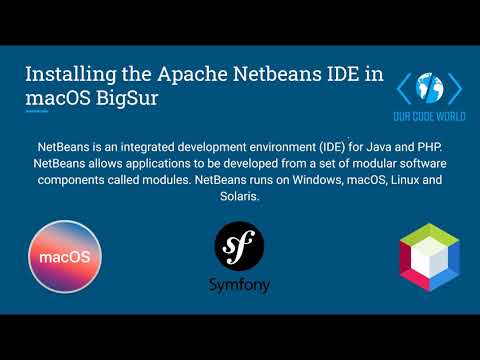 Installing the Apache Netbeans IDE in
macOS BigSur
OUR CODE WORLD
NetBeans is an integrated development environment (IDE) for Java and PHP.
NetBeans allows applications to be developed from a set of modular software
components called modules. NetBeans runs on Windows, macOS, Linux and
Solaris.
macOS
sf
Symfony